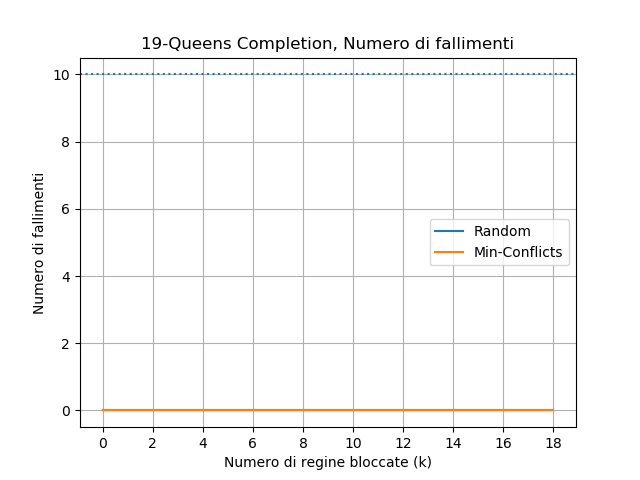 19-Queens Completion, Numero di fallimenti
10
8
6
4
2
0
Numero di fallimenti
Random
Min-Conflicts
0 2 4 6 8 10 12 14 16 18
Numero di regine bloccate (k)